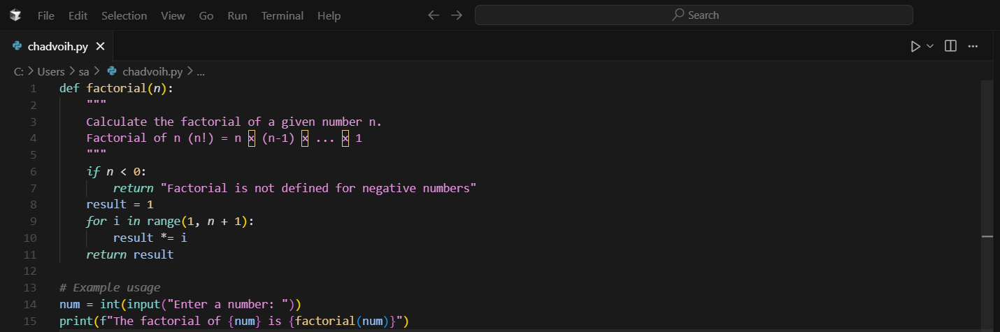 File Edit Selection View Go Run Terminal Help Search
chadvoih.py
C: > Users > sa > chadvoih.py > ...
1 def factorial(n):
2 """
3 Calculate the factorial of a given number n.
4 Factorial of n (n!) = n × (n-1) × ... × 1
5 """
6 if n < 0:
7 return "Factorial is not defined for negative numbers"
8 result = 1
9 for i in range(1, n + 1):
10 result *= i
11 return result
12
13 # Example usage
14 num = int(input("Enter a number: "))
15 print(f"The factorial of {num} is {factorial(num)}")